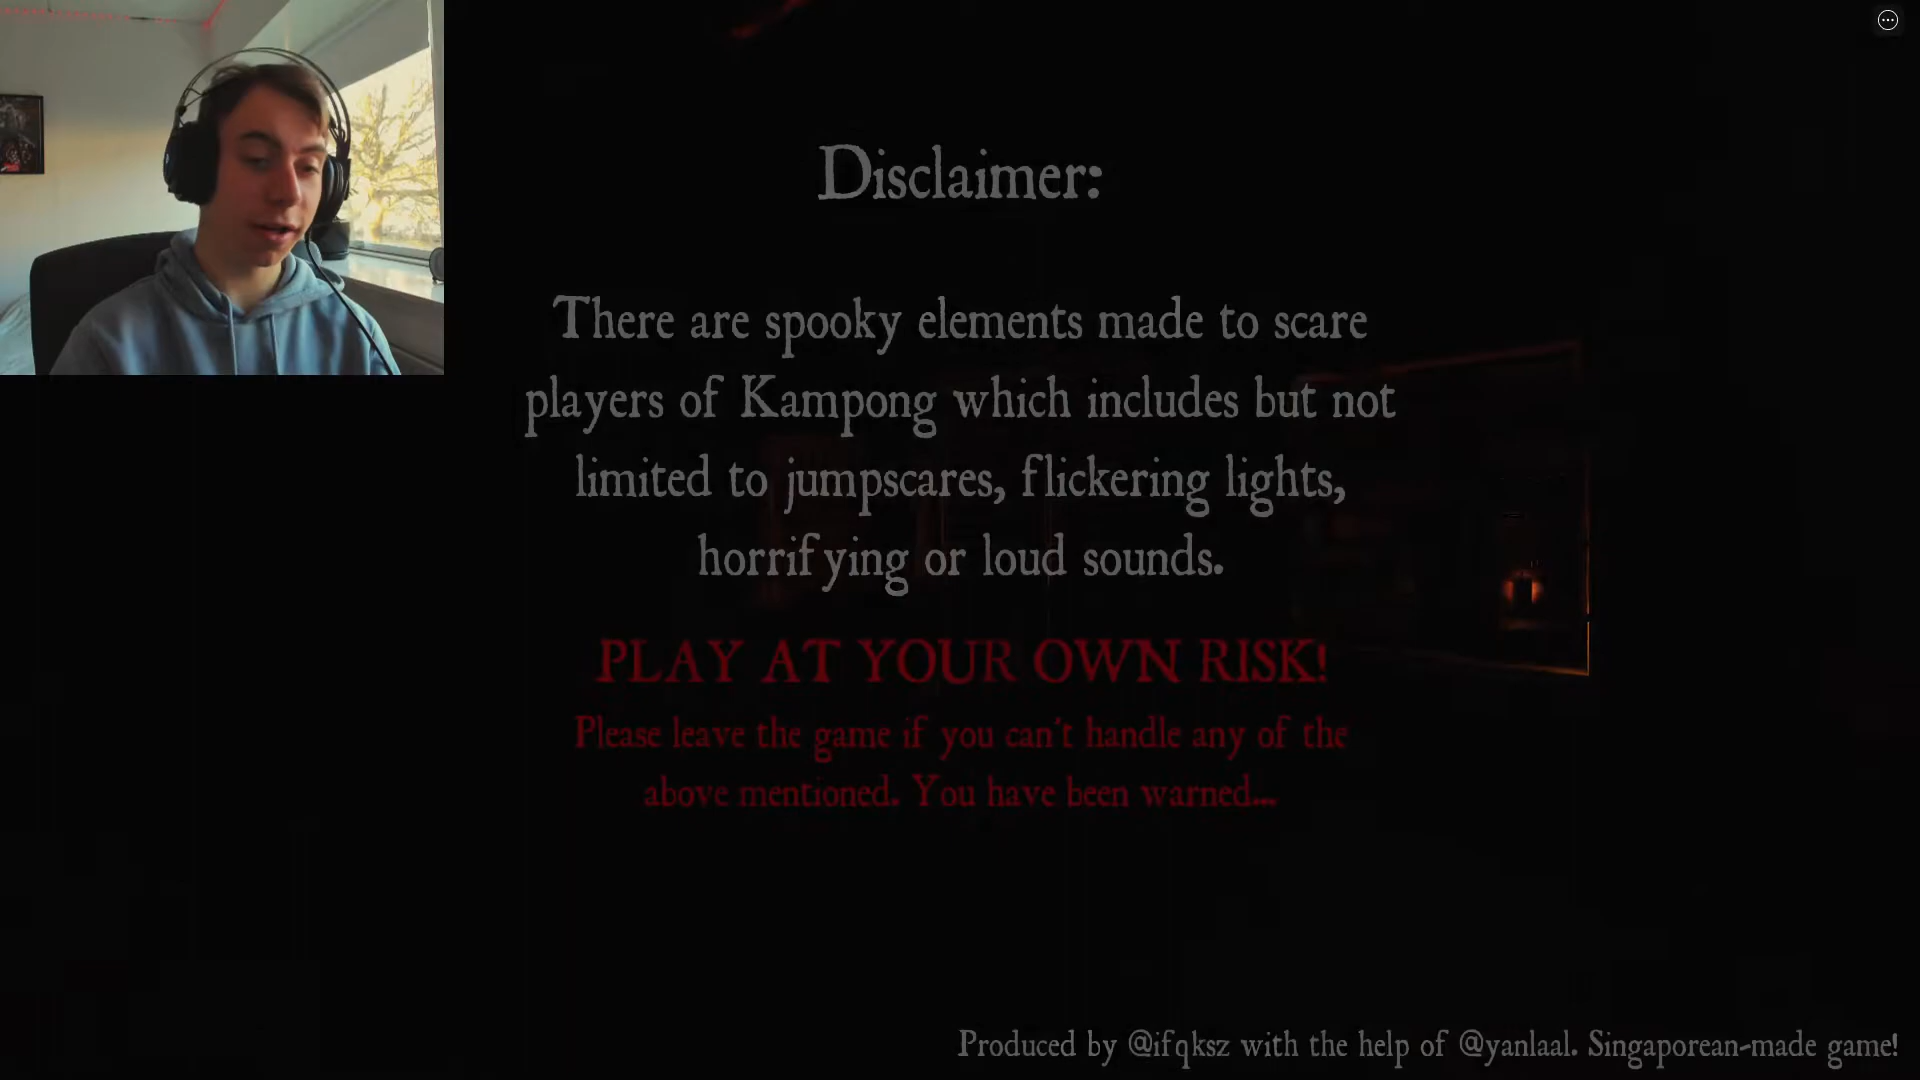 Disclaimer:
There are spooky elements made to scare
players of Kampong which includes but not
limited to jumpscares, flickering lights,
horrifying or loud sounds.
PLAY AT YOUR OWN RISK!
Please leave the game if you can't handle any of the
above mentioned. You have been warned...
Produced by @ifqksz with the help of @yanlaal. Singaporean-made game!